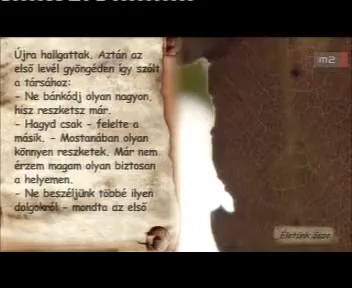 Újra hallgattak. Aztán az
első levél gyöngéden így szólt
a társához:
- Ne bánkódj olyan nagyon,
hisz reszketsz már.
- Hagyd csak - felelte a
másik. - Mostanában olyan
könnyen reszketek. Már nem
érzem magam olyan biztosan
a helyemen.
- Ne beszéljünk többé ilyen
dolgokról - mondta az első
m2
Életünk ősze